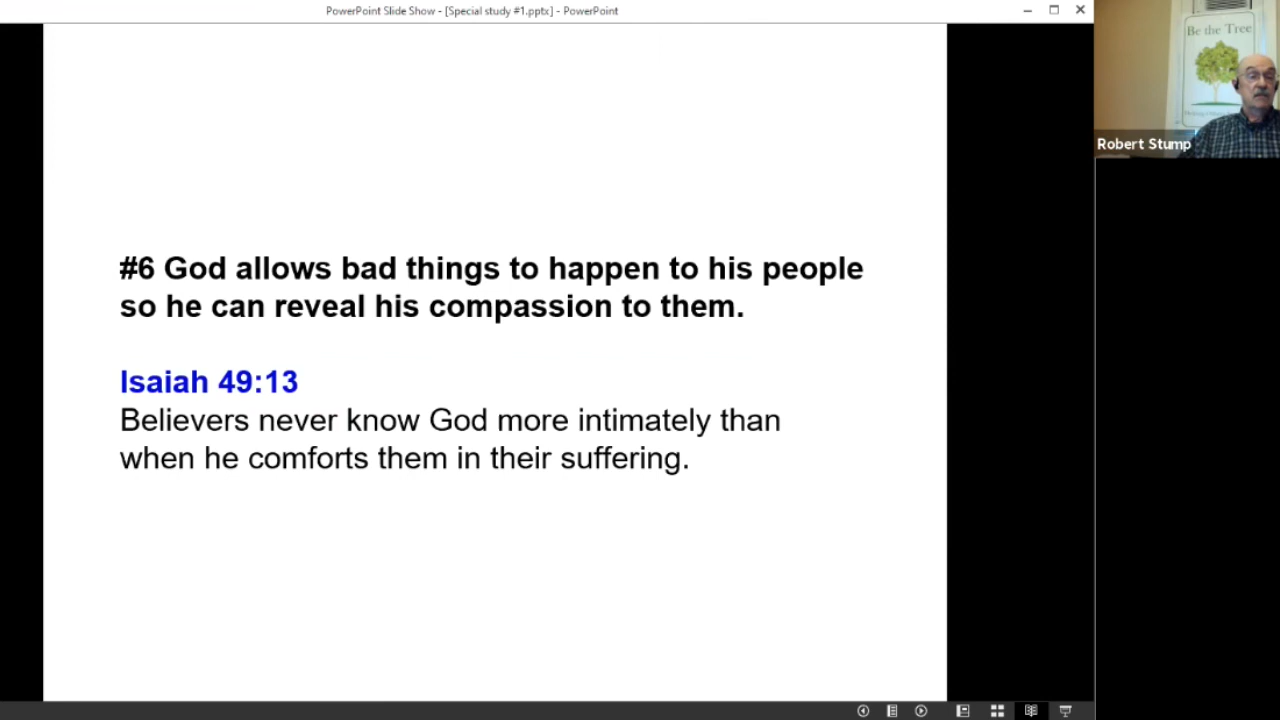 PowerPoint Slide Show - [Special study #1.pptx] - PowerPoint
Be the Tree
Robert Stump
#6 God allows bad things to happen to his people
so he can reveal his compassion to them.
Isaiah 49:13
Believers never know God more intimately than
when he comforts them in their suffering.